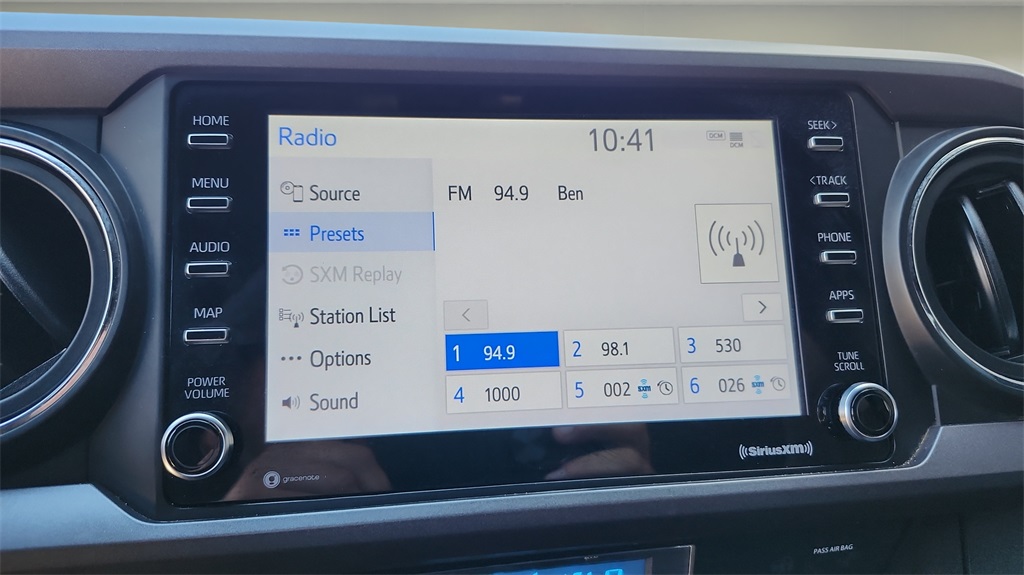 HOME
MENU
AUDIO
MAP
POWER
VOLUME
Radio
10:41
DCM
DCM
Source
Presets
SXM Replay
Station List
Options
Sound
FM 94.9 Ben
<
>
1 94.9
2 98.1
3 530
4 1000
5 002 SXM
6 026 SXM
SEEK>
<TRACK
PHONE
APPS
TUNE
SCROLL
gracenote
SiriusXM
PASS AIR BAG